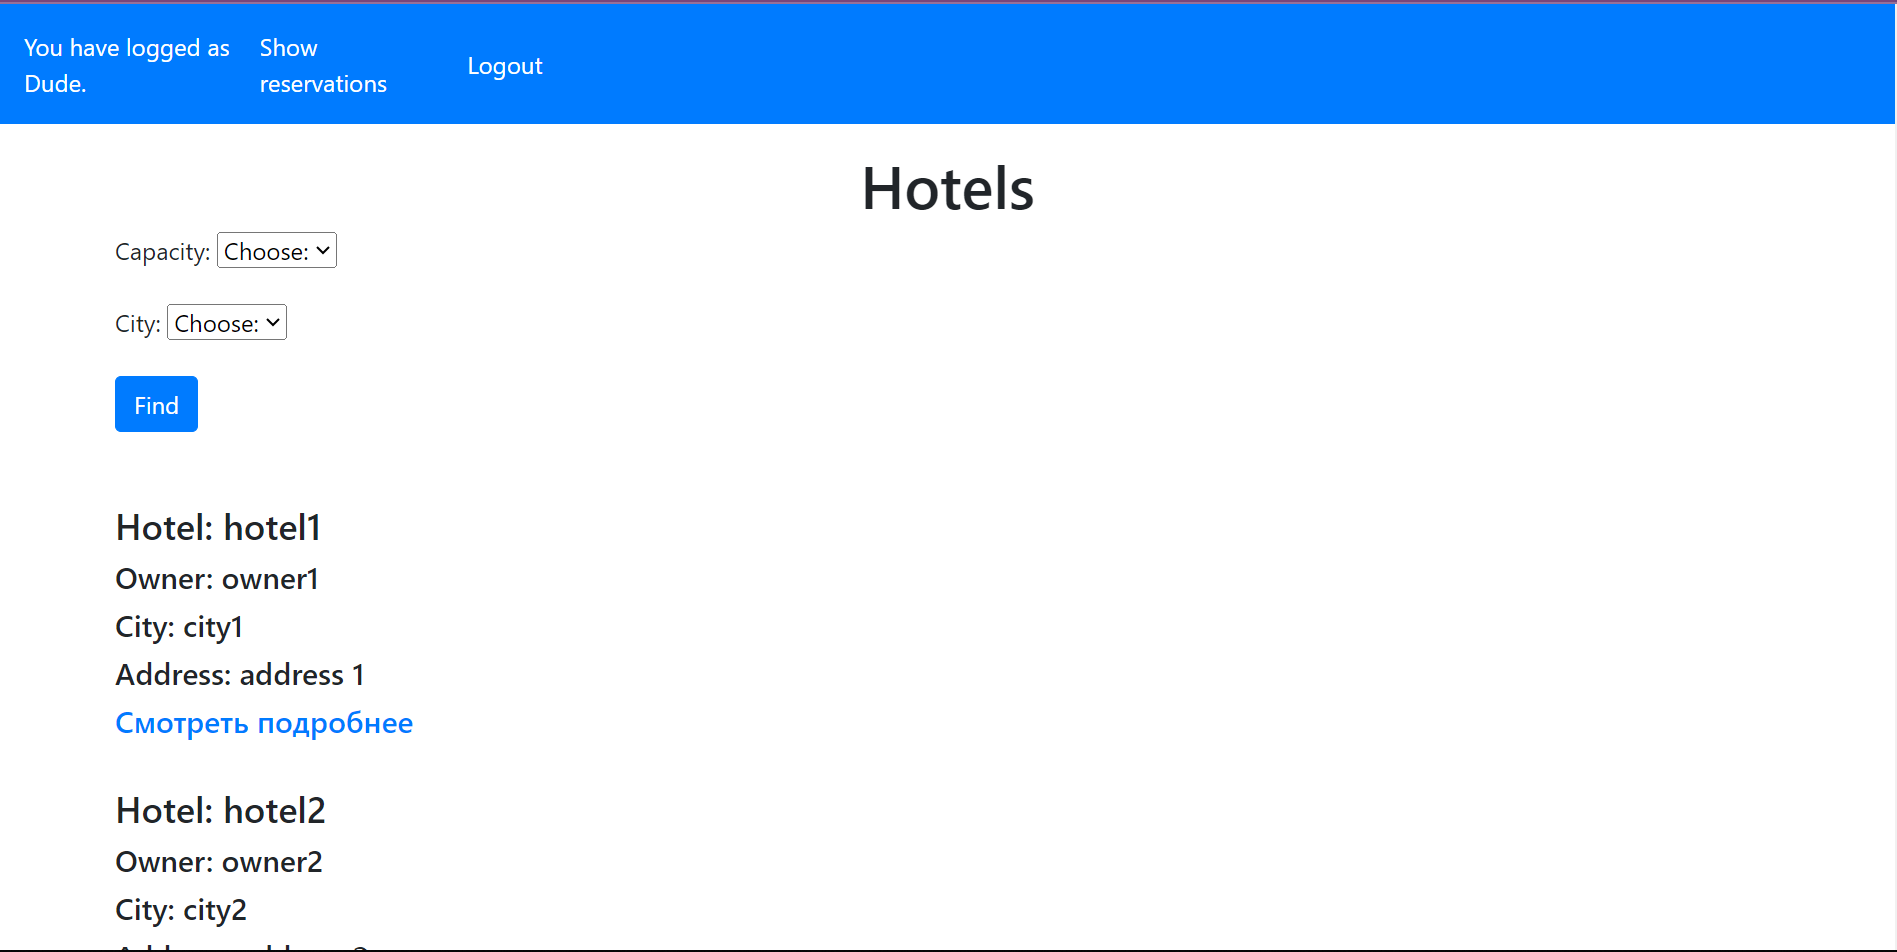 You have logged as
Dude.
Show
reservations
Logout
Hotels
Capacity: Choose:
City: Choose:
Find
Hotel: hotel1
Owner: owner1
City: city1
Address: address 1
Смотреть подробнее
Hotel: hotel2
Owner: owner2
City: city2